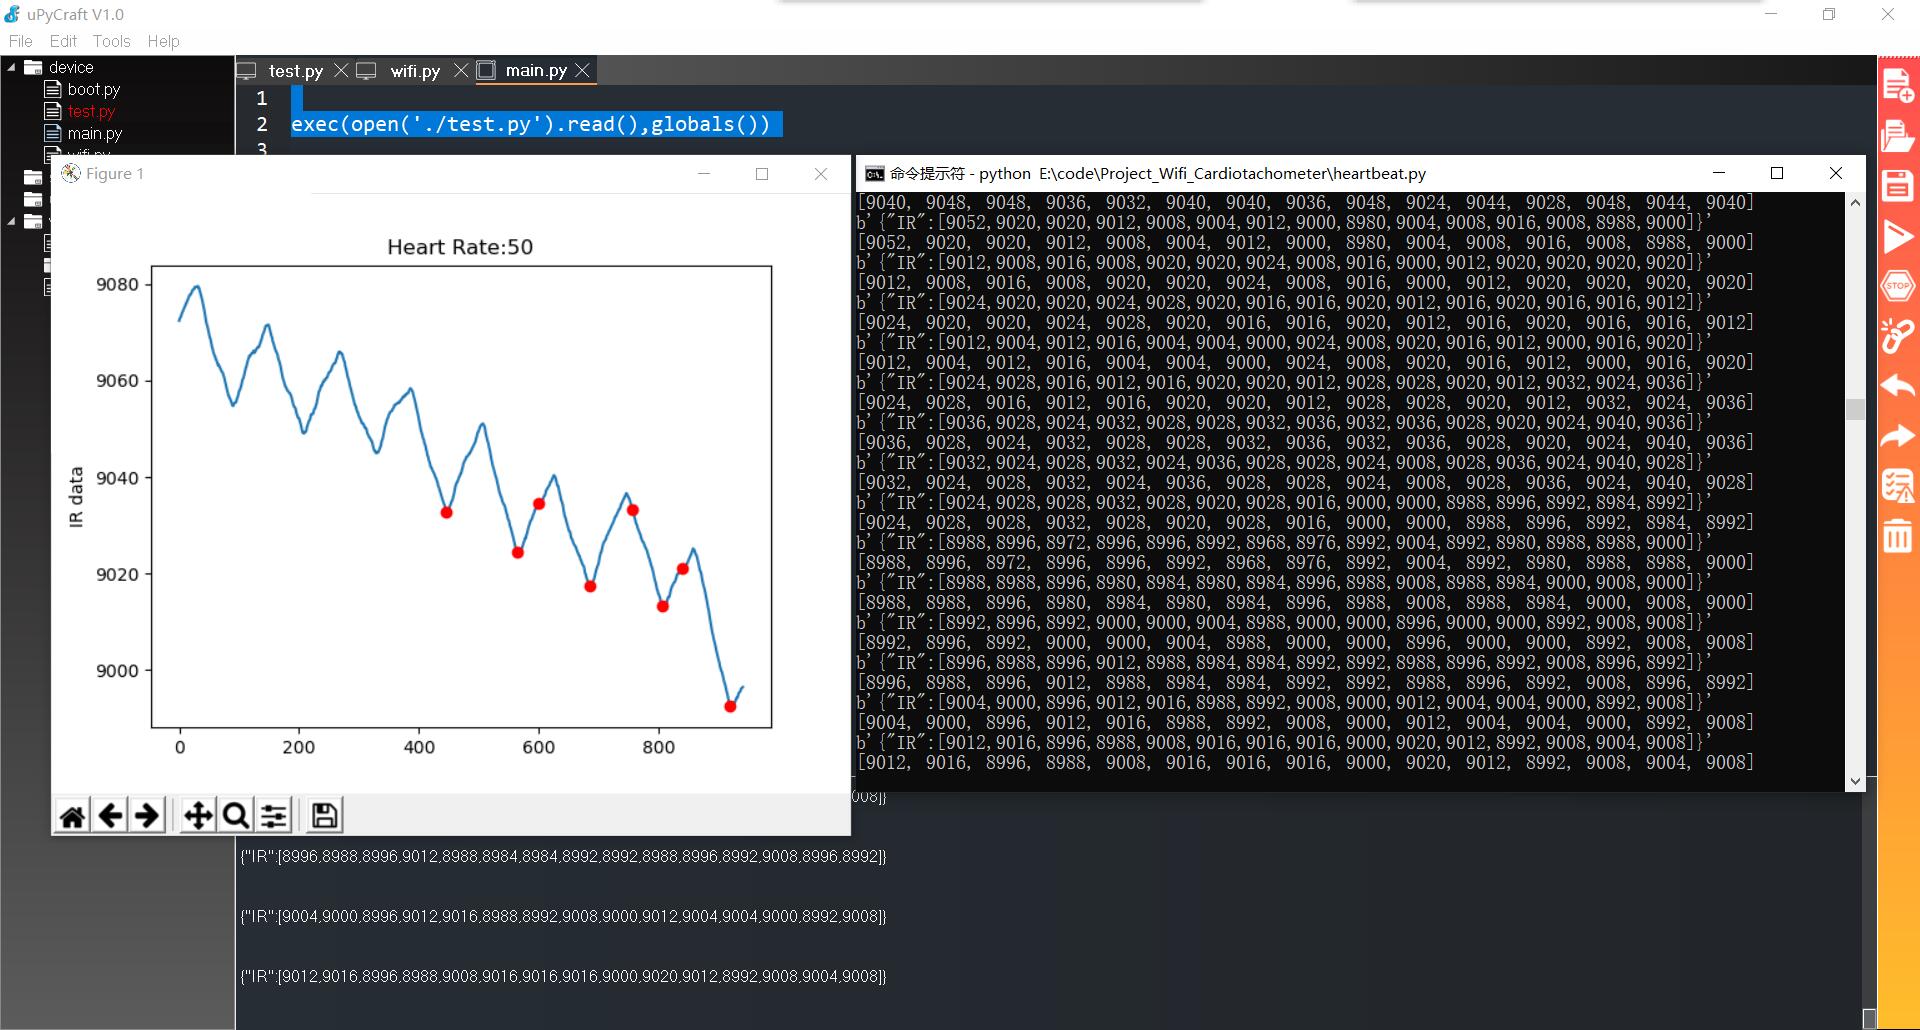 uPyCraft V1.0
File Edit Tools Help
device
boot.py
test.py
main.py
wifi.py
test.py
wifi.py
main.py
1
2 exec(open('./test.py').read(),globals())
3
Figure 1
Heart Rate:50
9080
9060
9040
9020
9000
IR data
0 200 400 600 800
命令提示符 - python E:\code\Project_Wifi_Cardiotachometer\heartbeat.py
[9040, 9048, 9048, 9036, 9032, 9040, 9040, 9036, 9048, 9024, 9044, 9028, 9048, 9044, 9040]
b'{"IR":[9052,9020,9020,9012,9008,9004,9012,9000,8980,9004,9008,9016,9008,8988,9000]}'
[9052, 9020, 9020, 9012, 9008, 9004, 9012, 9000, 8980, 9004, 9008, 9016, 9008, 8988, 9000]
b'{"IR":[9012,9008,9016,9008,9020,9020,9024,9008,9016,9000,9012,9020,9020,9020,9020]}'
[9012, 9008, 9016, 9008, 9020, 9020, 9024, 9008, 9016, 9000, 9012, 9020, 9020, 9020, 9020]
b'{"IR":[9024,9020,9020,9024,9028,9020,9016,9016,9020,9012,9016,9020,9016,9016,9012]}'
[9024, 9020, 9020, 9024, 9028, 9020, 9016, 9016, 9020, 9012, 9016, 9020, 9016, 9016, 9012]
b'{"IR":[9012,9004,9012,9016,9004,9004,9000,9024,9008,9020,9016,9012,9000,9016,9020]}'
[9012, 9004, 9012, 9016, 9004, 9004, 9000, 9024, 9008, 9020, 9016, 9012, 9000, 9016, 9020]
b'{"IR":[9024,9028,9016,9012,9016,9020,9020,9012,9028,9028,9020,9012,9032,9024,9036]}'
[9024, 9028, 9016, 9012, 9016, 9020, 9020, 9012, 9028, 9028, 9020, 9012, 9032, 9024, 9036]
b'{"IR":[9036,9028,9024,9032,9028,9028,9032,9036,9032,9036,9028,9020,9024,9040,9036]}'
[9036, 9028, 9024, 9032, 9028, 9028, 9032, 9036, 9032, 9036, 9028, 9020, 9024, 9040, 9036]
b'{"IR":[9032,9024,9028,9032,9024,9036,9028,9028,9024,9008,9028,9036,9024,9040,9028]}'
[9032, 9024, 9028, 9032, 9024, 9036, 9028, 9028, 9024, 9008, 9028, 9036, 9024, 9040, 9028]
b'{"IR":[9024,9028,9028,9032,9028,9020,9028,9016,9000,9000,8988,8996,8992,8984,8992]}'
[9024, 9028, 9028, 9032, 9028, 9020, 9028, 9016, 9000, 9000, 8988, 8996, 8992, 8984, 8992]
b'{"IR":[8988,8996,8972,8996,8996,8992,8968,8976,8992,9004,8992,8980,8988,8988,9000]}'
[8988, 8996, 8972, 8996, 8996, 8992, 8968, 8976, 8992, 9004, 8992, 8980, 8988, 8988, 9000]
b'{"IR":[8988,8988,8996,8980,8984,8980,8984,8996,8988,9008,8988,8984,9000,9008,9000]}'
[8988, 8988, 8996, 8980, 8984, 8980, 8984, 8996, 8988, 9008, 8988, 8984, 9000, 9008, 9000]
b'{"IR":[8992,8996,8992,9000,9000,9004,8988,9000,9000,8996,9000,9000,8992,9008,9008]}'
[8992, 8996, 8992, 9000, 9000, 9004, 8988, 9000, 9000, 8996, 9000, 9000, 8992, 9008, 9008]
b'{"IR":[8996,8988,8996,9012,8988,8984,8984,8992,8992,8988,8996,8992,9008,8996,8992]}'
[8996, 8988, 8996, 9012, 8988, 8984, 8984, 8992, 8992, 8988, 8996, 8992, 9008, 8996, 8992]
b'{"IR":[9004,9000,8996,9012,9016,8988,8992,9008,9000,9012,9004,9004,9000,8992,9008]}'
[9004, 9000, 8996, 9012, 9016, 8988, 8992, 9008, 9000, 9012, 9004, 9004, 9000, 8992, 9008]
b'{"IR":[9012,9016,8996,8988,9008,9016,9016,9016,9000,9020,9012,8992,9008,9004,9008]}'
[9012, 9016, 8996, 8988, 9008, 9016, 9016, 9016, 9000, 9020, 9012, 8992, 9008, 9004, 9008]
008]}
{"IR":[8996,8988,8996,9012,8988,8984,8984,8992,8992,8988,8996,8992,9008,8996,8992]}
{"IR":[9004,9000,8996,9012,9016,8988,8992,9008,9000,9012,9004,9004,9000,8992,9008]}
{"IR":[9012,9016,8996,8988,9008,9016,9016,9016,9000,9020,9012,8992,9008,9004,9008]}
STOP